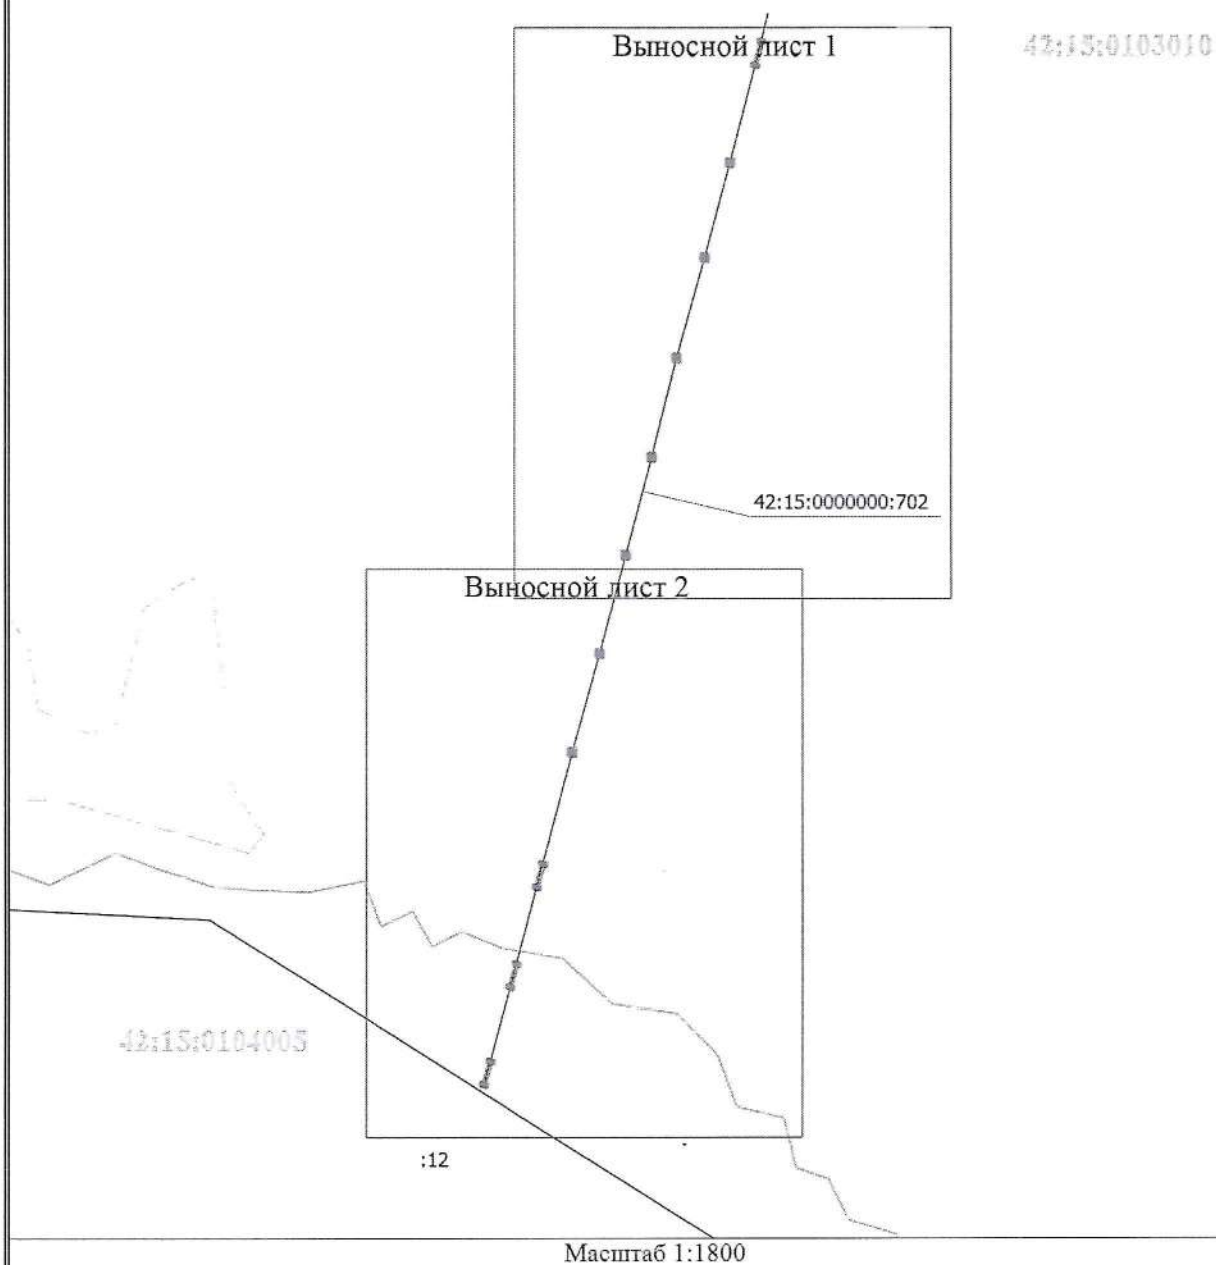 Выносной лист 1
42:15:0103010
42:15:0000000:702
Выносной лист 2
42:15:0104005
:12
Масштаб 1:1800